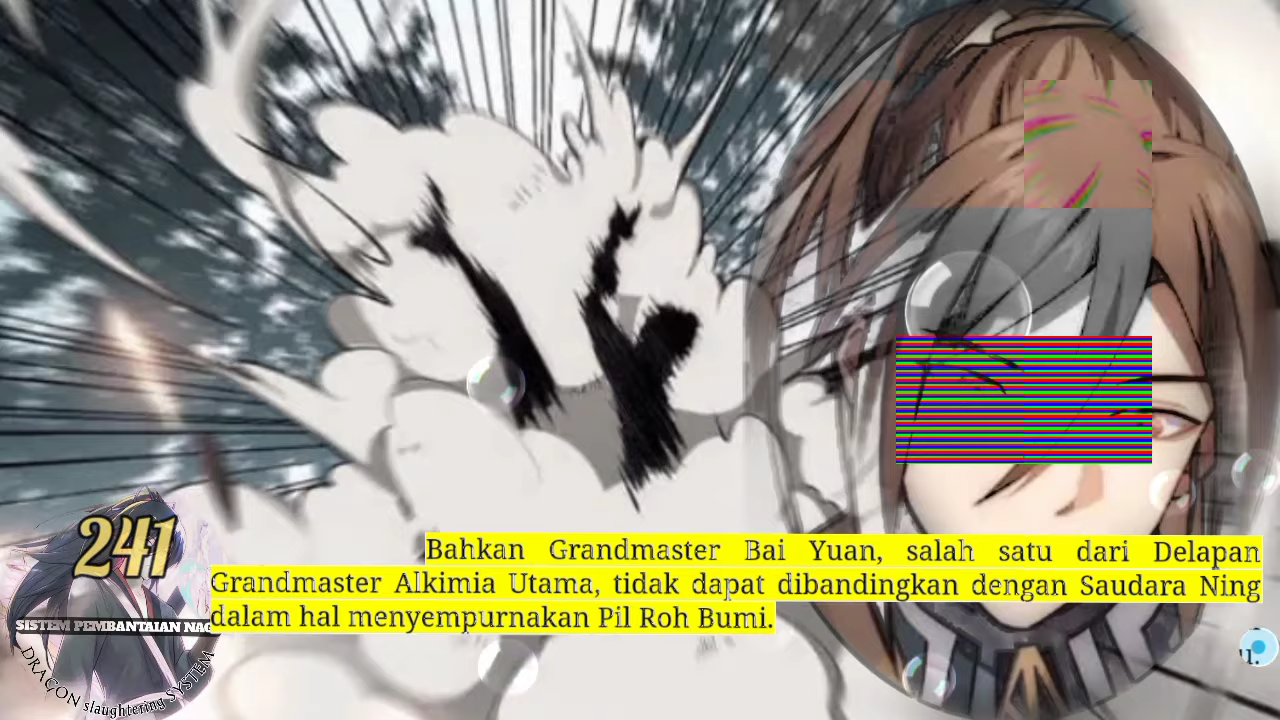 Bahkan Grandmaster Bai Yuan, salah satu dari Delapan
Grandmaster Alkimia Utama, tidak dapat dibandingkan dengan Saudara Ning
dalam hal menyempurnakan Pil Roh Bumi.
241
SISTEM PEMBANTAIAN NAG
DRAGON slaughtering SYSTEM